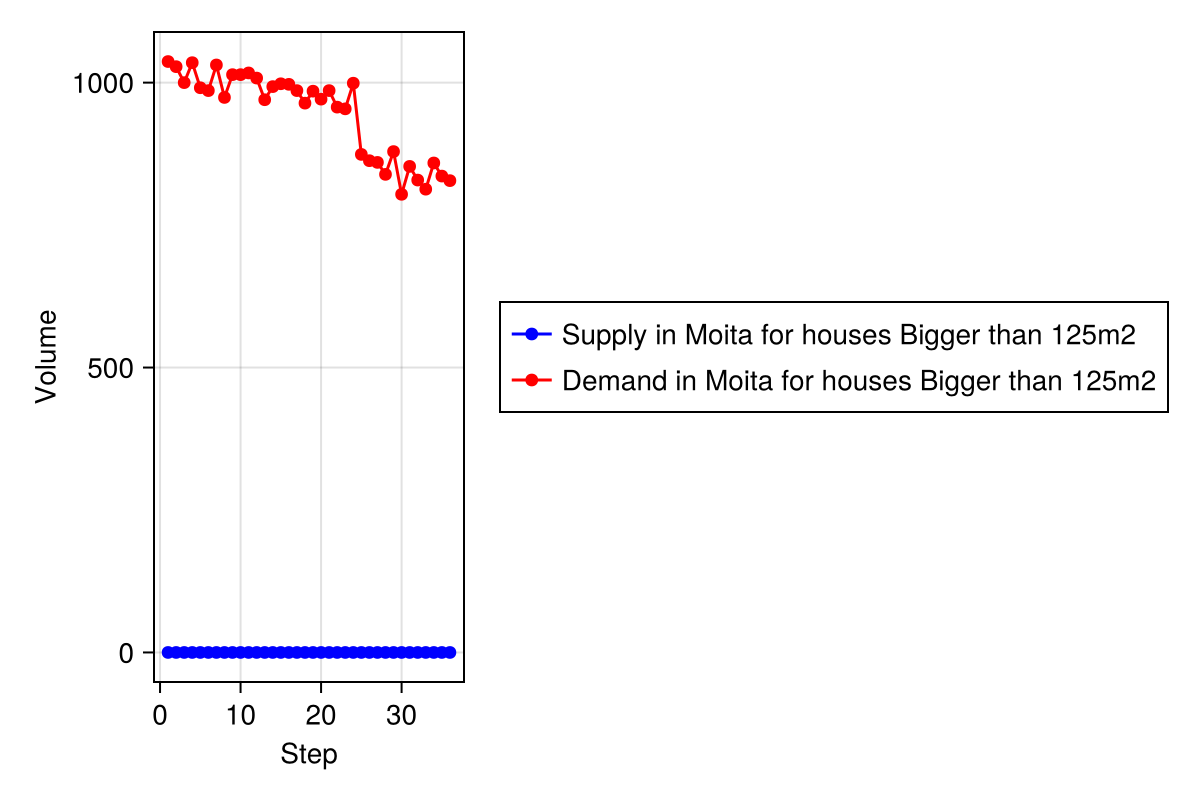 1000
500
0
Volume
0 10 20 30
Step
Supply in Moita for houses Bigger than 125m2
Demand in Moita for houses Bigger than 125m2